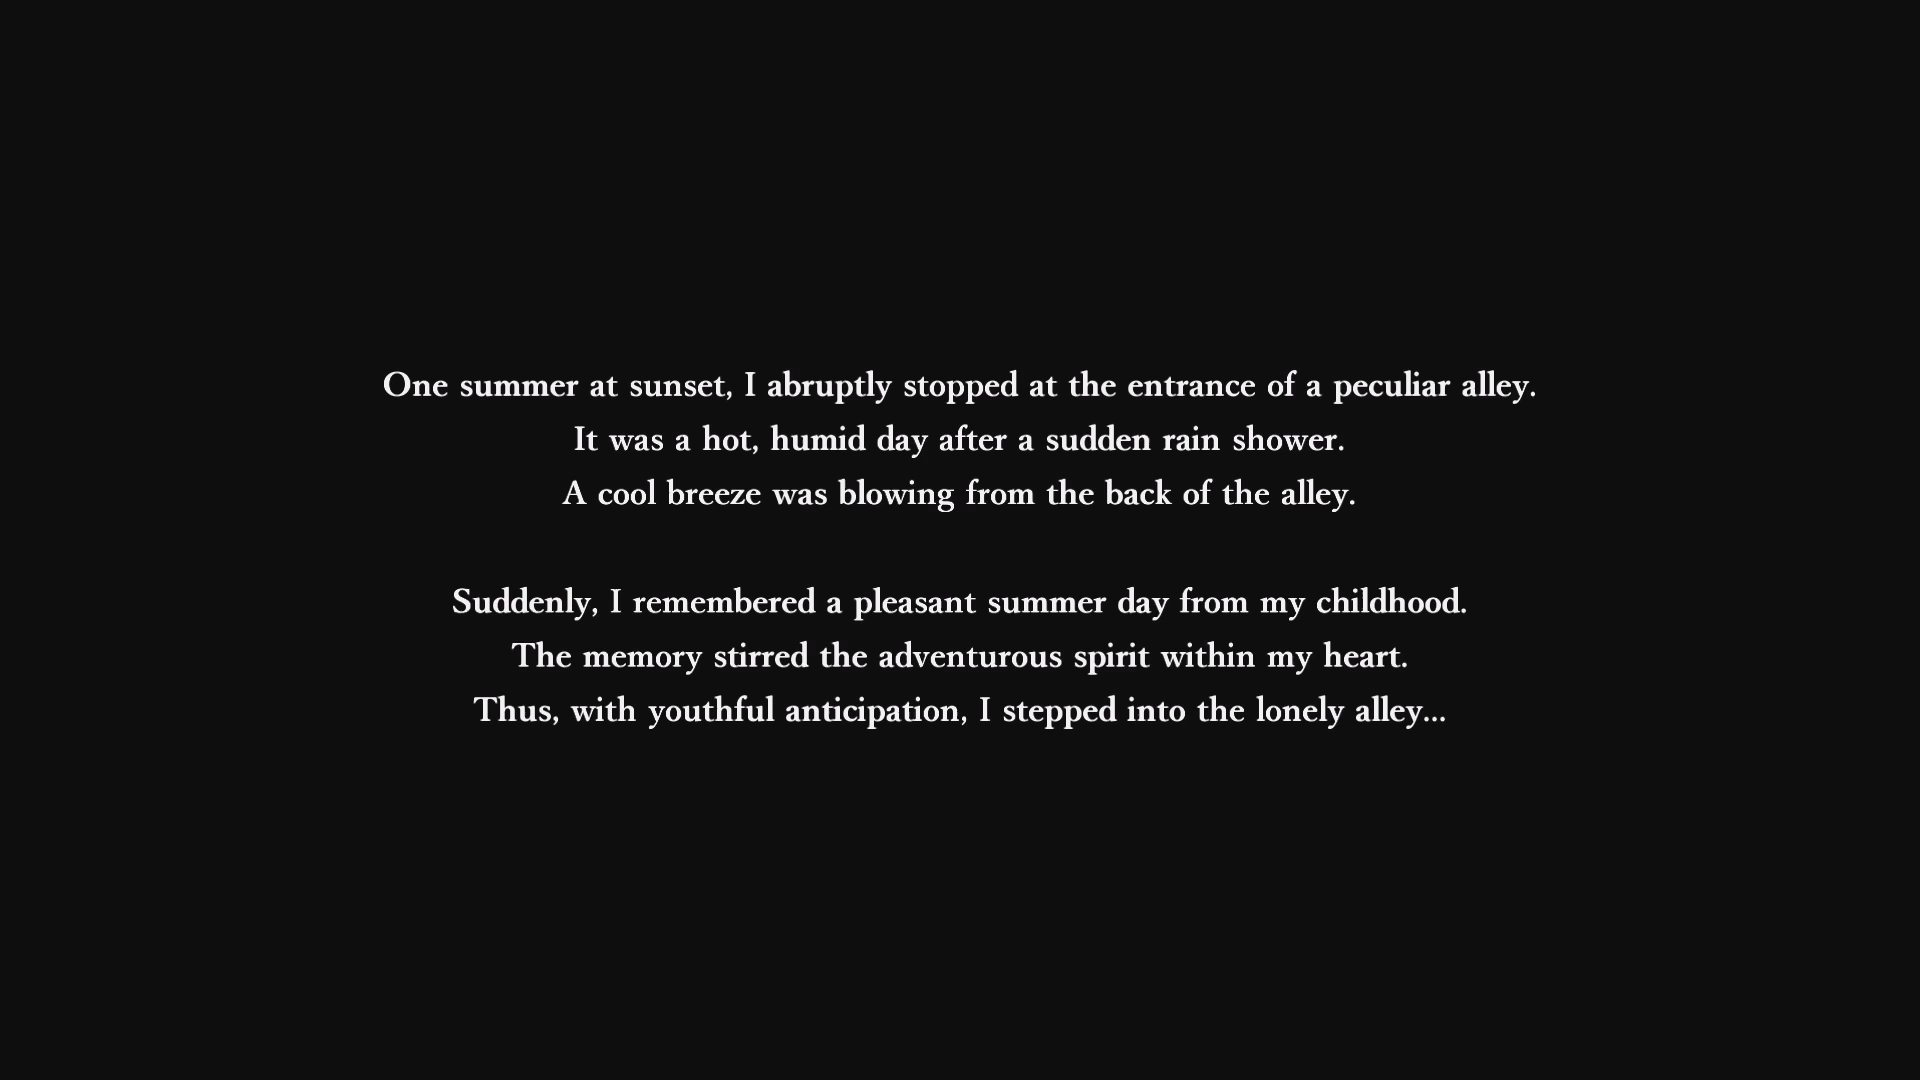 One summer at sunset, I abruptly stopped at the entrance of a peculiar alley.
It was a hot, humid day after a sudden rain shower.
A cool breeze was blowing from the back of the alley.
Suddenly, I remembered a pleasant summer day from my childhood.
The memory stirred the adventurous spirit within my heart.
Thus, with youthful anticipation, I stepped into the lonely alley...